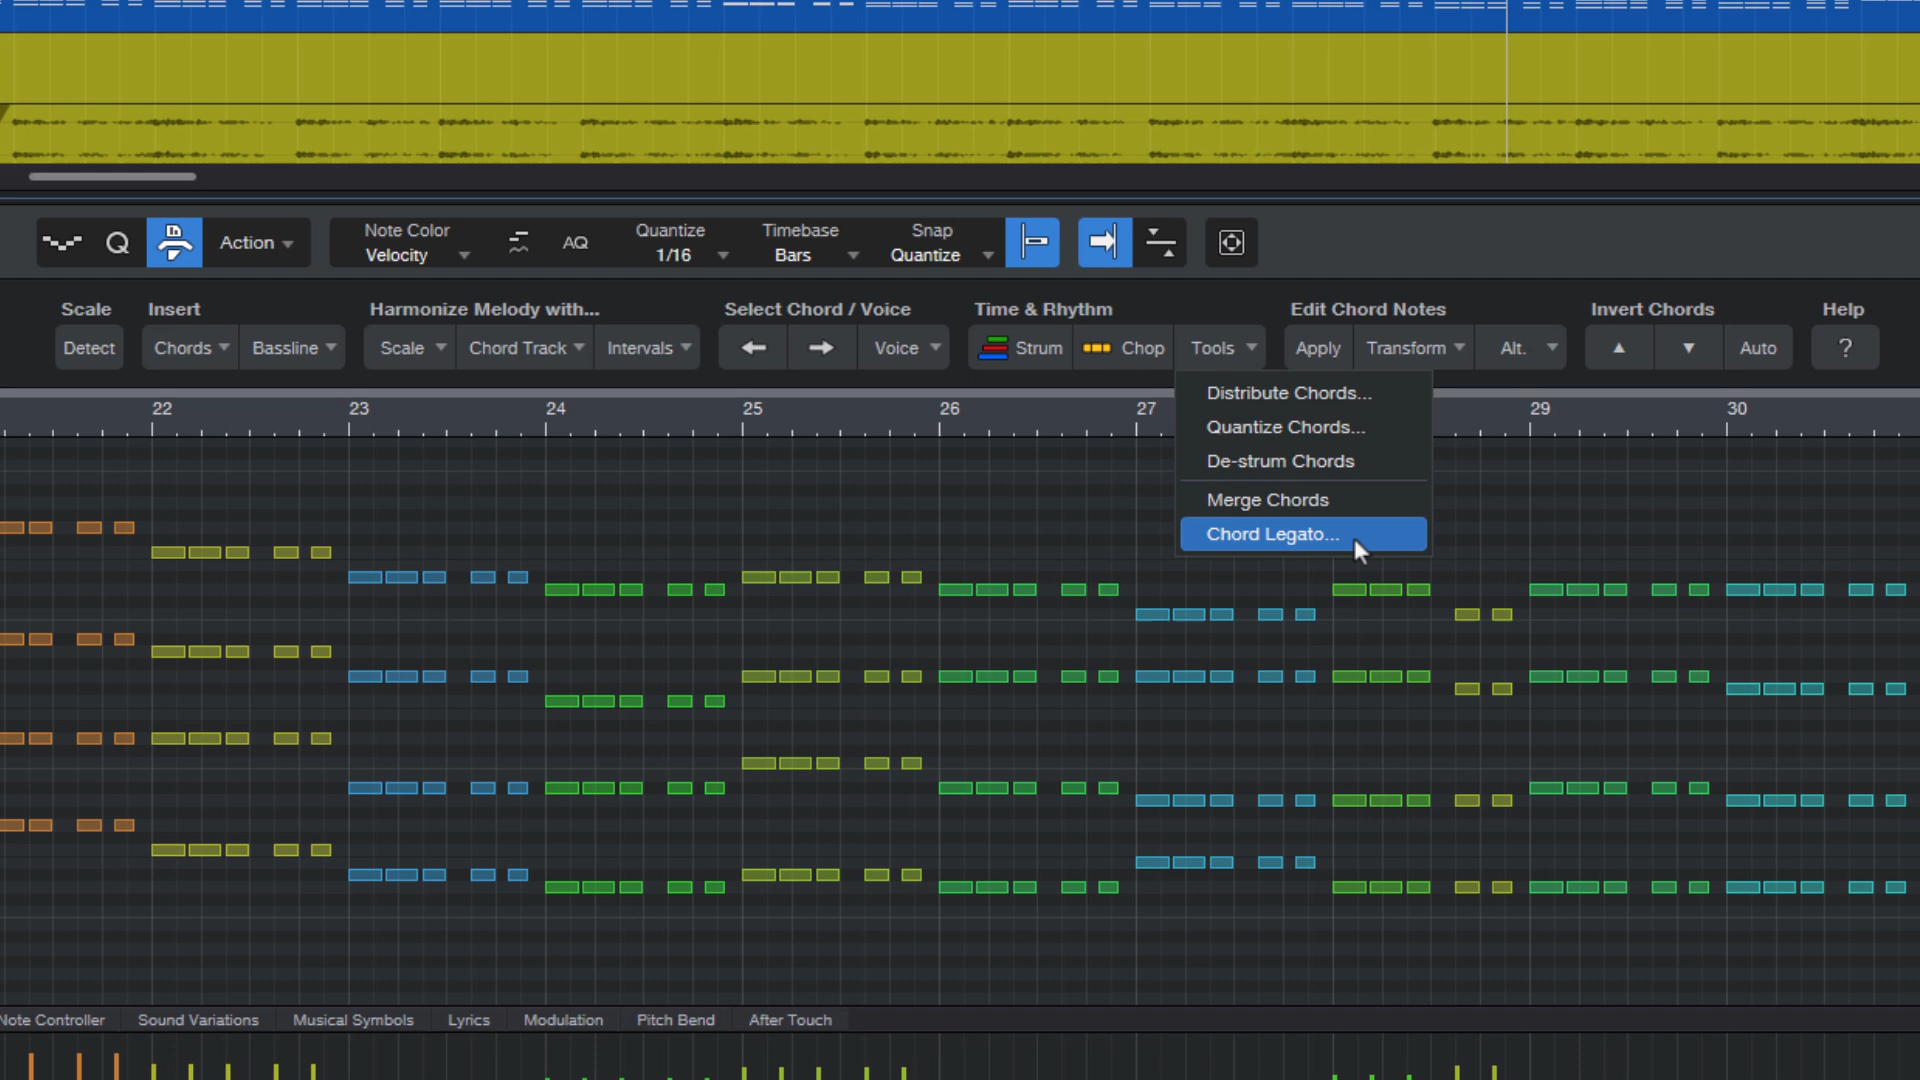 Action
Note Color
Velocity
AQ
Quantize
1/16
Timebase
Bars
Snap
Quantize
Scale
Insert
Harmonize Melody with...
Select Chord / Voice
Time & Rhythm
Edit Chord Notes
Invert Chords
Help
Detect
Chords
Bassline
Scale
Chord Track
Intervals
Voice
Strum
Chop
Tools
Apply
Transform
Alt.
Auto
?
Distribute Chords...
Quantize Chords...
De-strum Chords
Merge Chords
Chord Legato...
22 23 24 25 26 27 29 30
Note Controller
Sound Variations
Musical Symbols
Lyrics
Modulation
Pitch Bend
After Touch